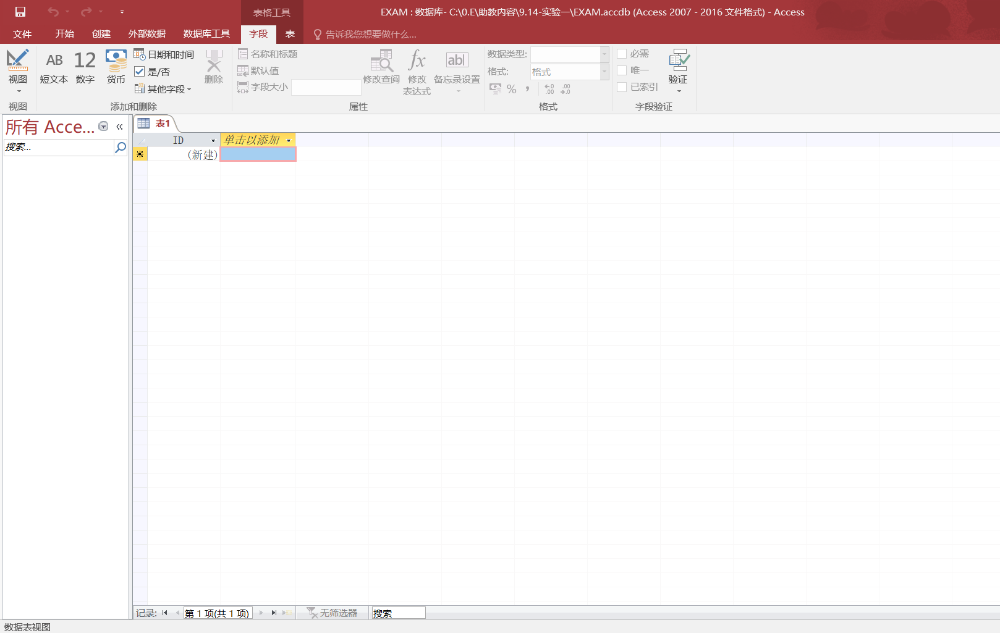 表格工具
EXAM : 数据库- C:\0.E\助教内容\9.14-实验一\EXAM.accdb (Access 2007 - 2016 文件格式) - Access
文件 开始 创建 外部数据 数据库工具 字段 表 告诉我您想要做什么...
视图
AB
短文本
12
数字
货币
日期和时间
是/否
其他字段
删除
名称和标题
默认值
字段大小
修改查阅
fx
修改
表达式
ab|
备忘录设置
数据类型:
格式: 格式
% , ←.0 .00 .00 →.0
必需
唯一
已索引
验证
视图 添加和删除 属性 格式 字段验证
所有 Acce... «
搜索...
表1
ID 单击以添加
* (新建)
记录: 第 1 项(共 1 项) 无筛选器 搜索
数据表视图